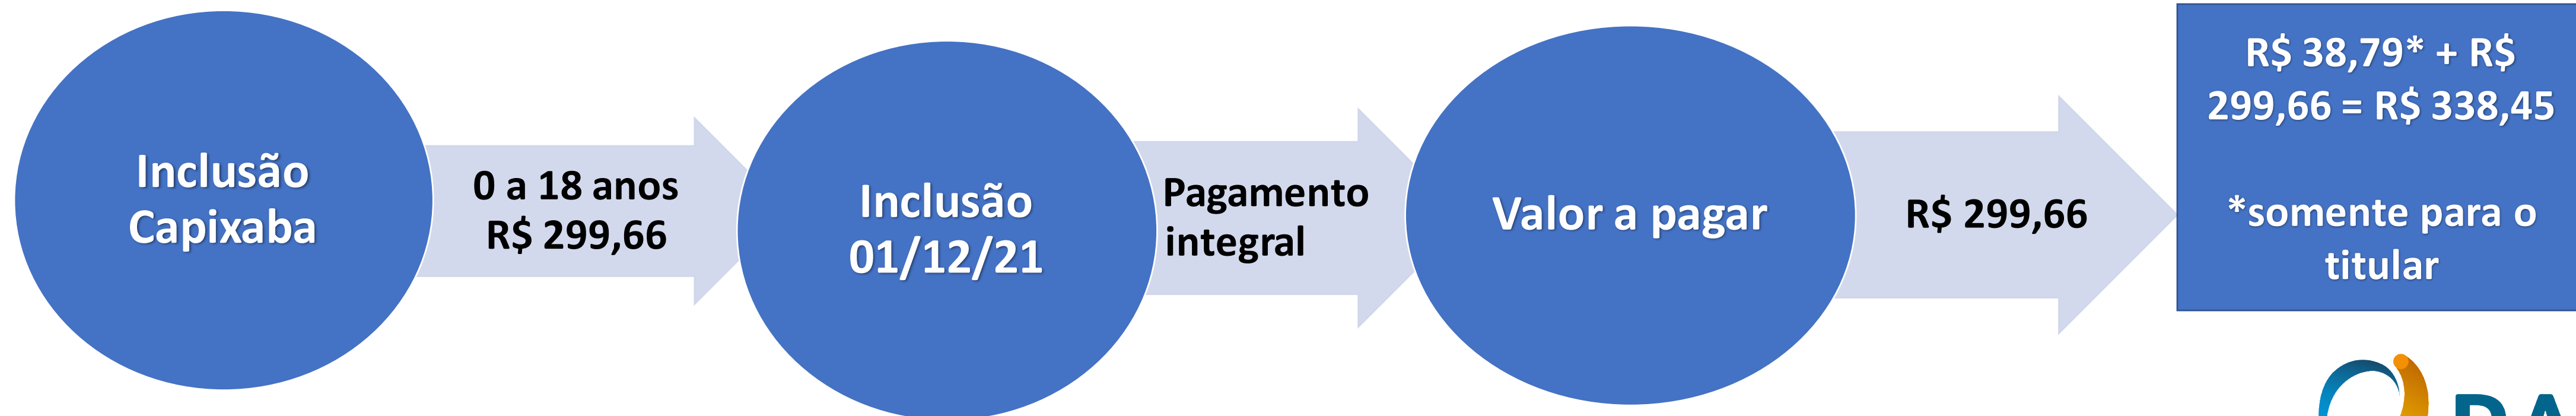 Inclusão
Capixaba
0 a 18 anos
R$ 299,66
Inclusão
01/12/21
Pagamento
integral
Valor a pagar
R$ 299,66
R$ 38,79* + R$
299,66 = R$ 338,45
*somente para o
titular